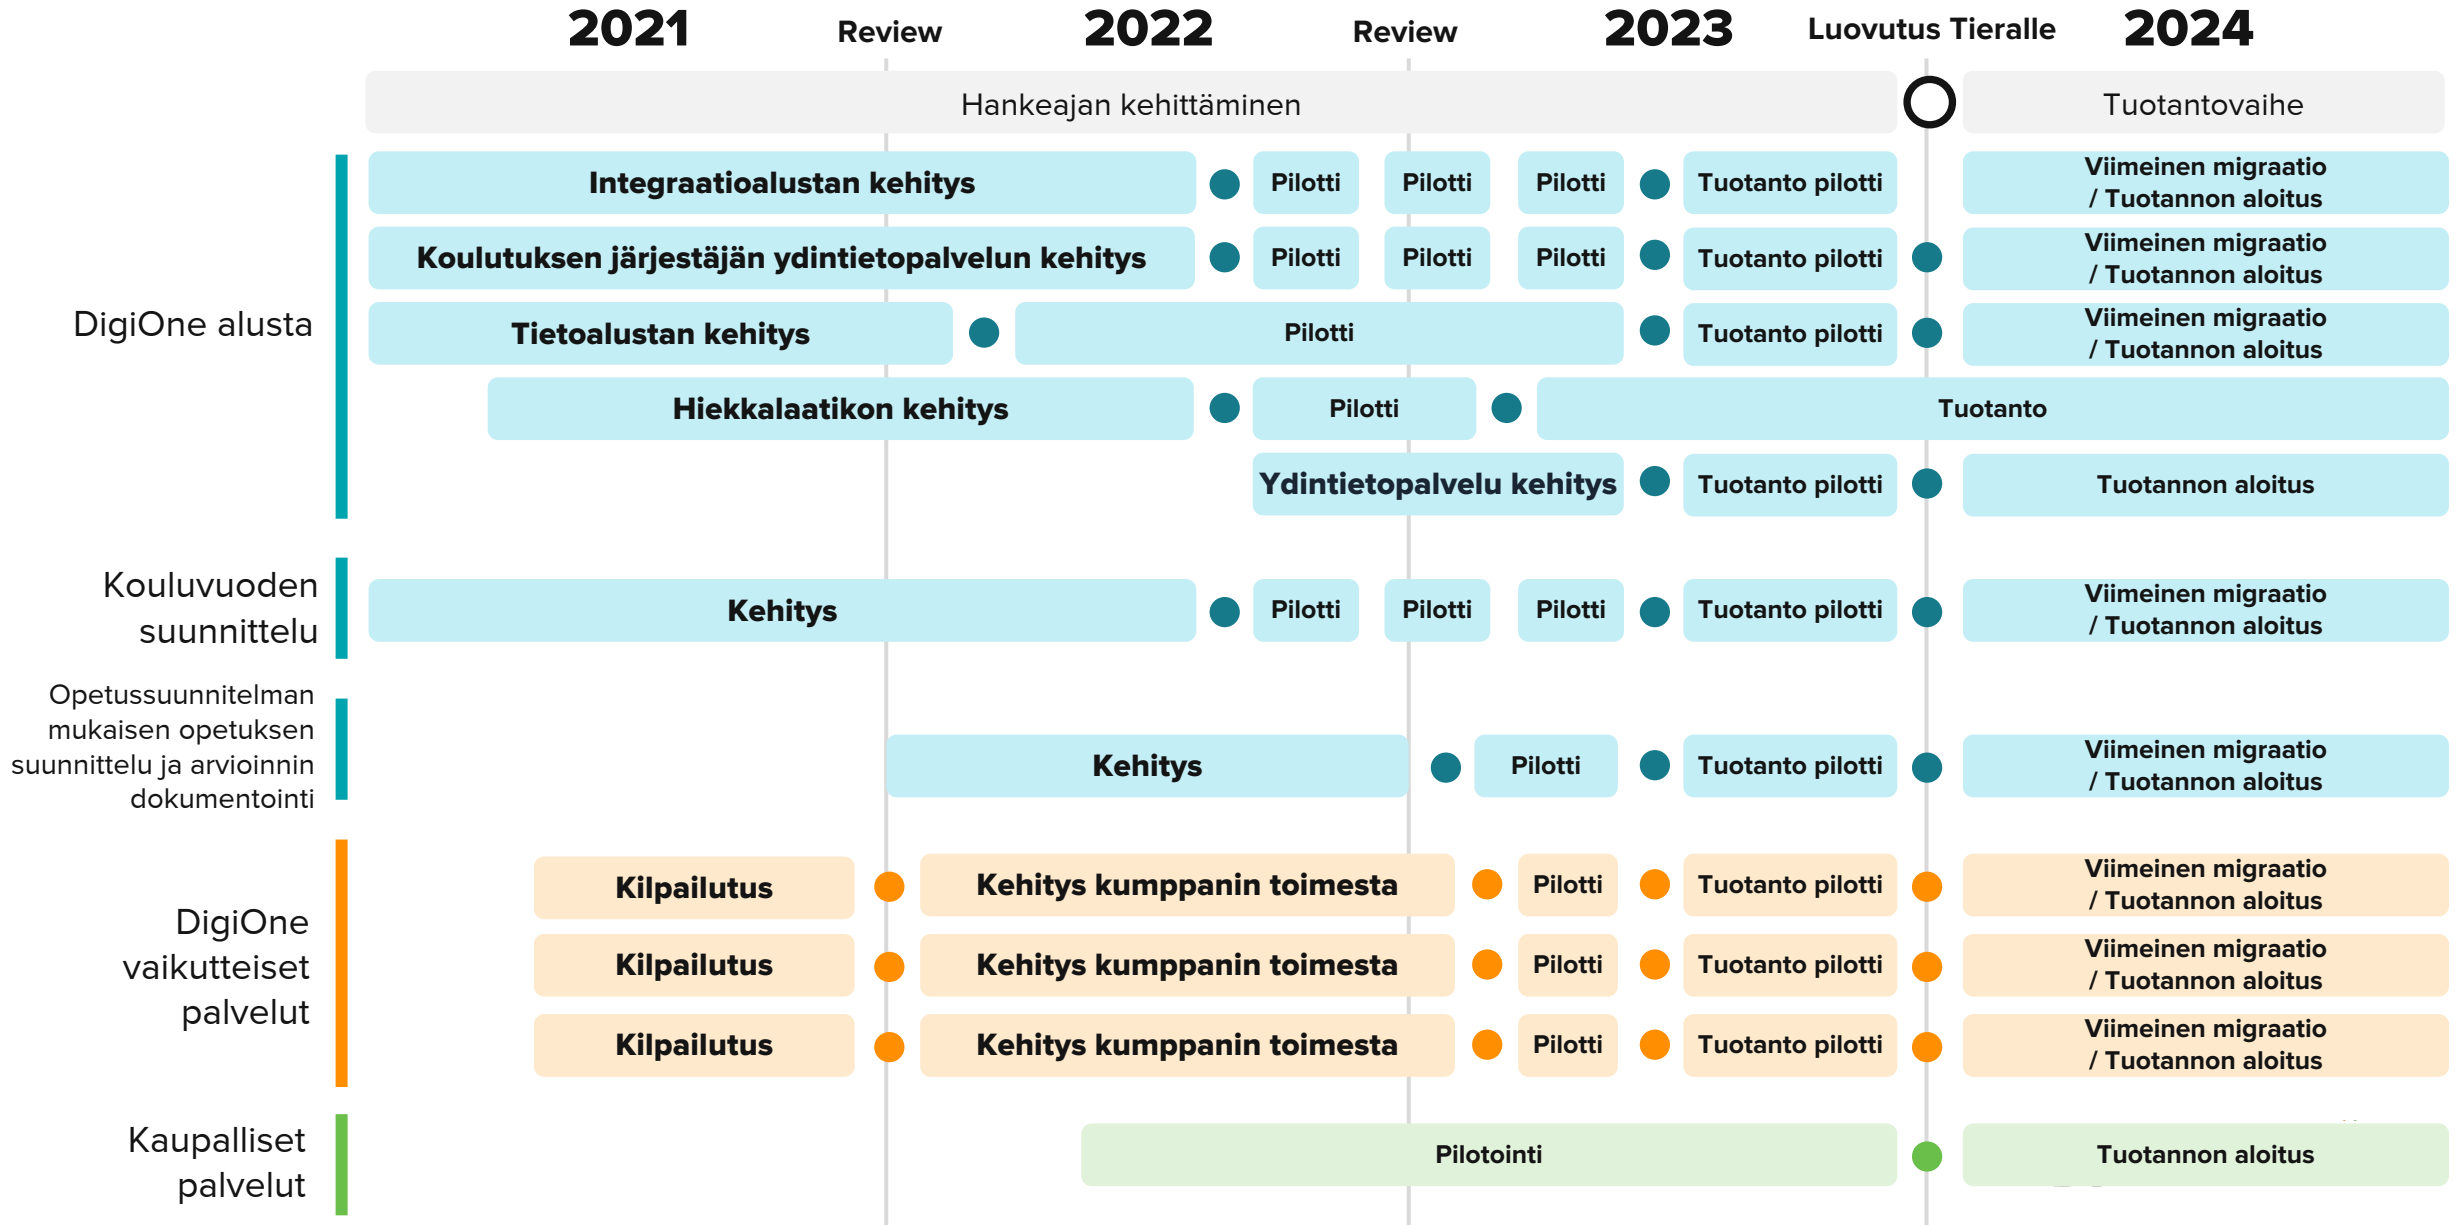 2021
Review
2022
Review
2023
Luovutus Tieralle
2024
Hankeajan kehittäminen
Tuotantovaihe
DigiOne alusta
Integraatioalustan kehitys
Pilotti
Pilotti
Pilotti
Tuotanto pilotti
Viimeinen migraatio
/ Tuotannon aloitus
Koulutuksen järjestäjän ydintietopalvelun kehitys
Pilotti
Pilotti
Pilotti
Tuotanto pilotti
Viimeinen migraatio
/ Tuotannon aloitus
Tietoalustan kehitys
Pilotti
Tuotanto pilotti
Viimeinen migraatio
/ Tuotannon aloitus
Hiekkalaatikon kehitys
Pilotti
Tuotanto
Ydintietopalvelu kehitys
Tuotanto pilotti
Tuotannon aloitus
Kouluvuoden
suunnittelu
Kehitys
Pilotti
Pilotti
Pilotti
Tuotanto pilotti
Viimeinen migraatio
/ Tuotannon aloitus
Opetussuunnitelman
mukaisen opetuksen
suunnittelu ja arvioinnin
dokumentointi
Kehitys
Pilotti
Tuotanto pilotti
Viimeinen migraatio
/ Tuotannon aloitus
DigiOne
vaikutteiset
palvelut
Kilpailutus
Kehitys kumppanin toimesta
Pilotti
Tuotanto pilotti
Viimeinen migraatio
/ Tuotannon aloitus
Kilpailutus
Kehitys kumppanin toimesta
Pilotti
Tuotanto pilotti
Viimeinen migraatio
/ Tuotannon aloitus
Kilpailutus
Kehitys kumppanin toimesta
Pilotti
Tuotanto pilotti
Viimeinen migraatio
/ Tuotannon aloitus
Kaupalliset
palvelut
Pilotointi
Tuotannon aloitus